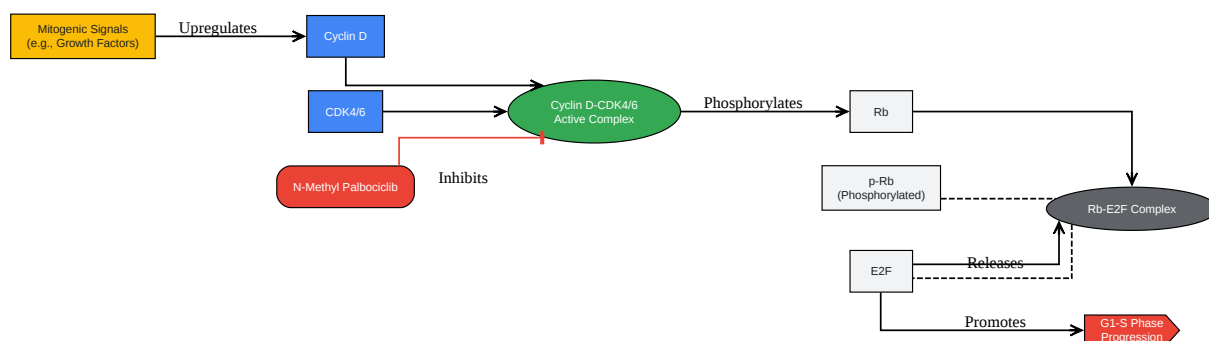 Mitogenic Signals
(e.g., Growth Factors)
Upregulates
Cyclin D
CDK4/6
Cyclin D-CDK4/6
Active Complex
Phosphorylates
Rb
N-Methyl Palbociclib
Inhibits
p-Rb
(Phosphorylated)
Rb-E2F Complex
E2F
Releases
Promotes
G1-S Phase
Progression